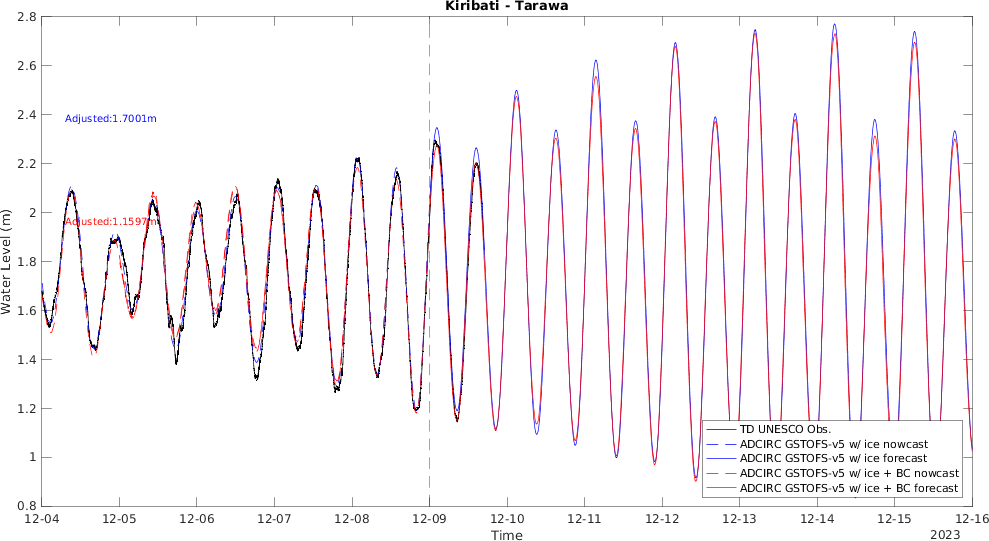 Kiribati - Tarawa
Water Level (m)
2.8
2.6
2.4
2.2
2
1.8
1.6
1.4
1.2
1
0.8
Adjusted:1.7001m
Adjusted:1.1597m
TD UNESCO Obs.
ADCIRC GSTOFS-v5 w/ ice nowcast
ADCIRC GSTOFS-v5 w/ ice forecast
ADCIRC GSTOFS-v5 w/ ice + BC nowcast
ADCIRC GSTOFS-v5 w/ ice + BC forecast
12-04 12-05 12-06 12-07 12-08 12-09 12-10 12-11 12-12 12-13 12-14 12-15 12-16
Time
2023